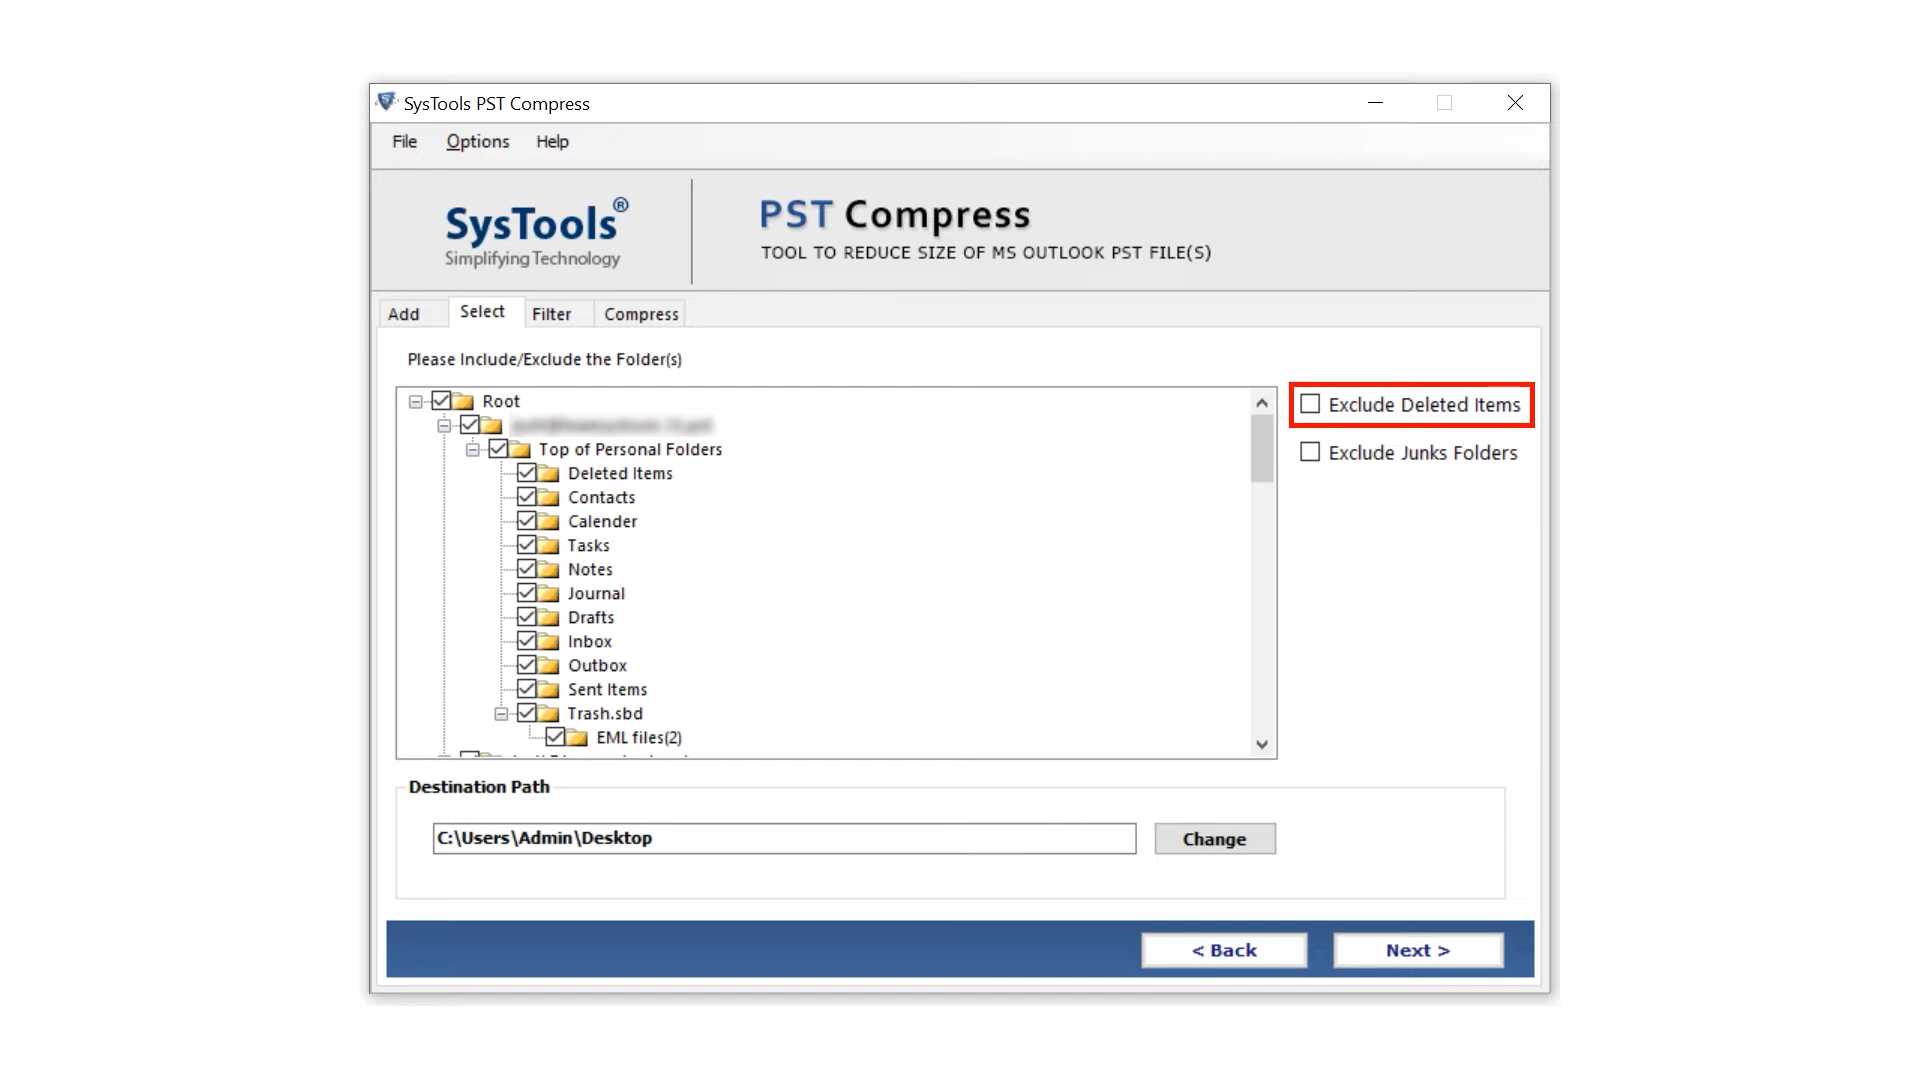 SysTools PST Compress
File Options Help
SysTools®
Simplifying Technology
PST Compress
TOOL TO REDUCE SIZE OF MS OUTLOOK PST FILE(S)
Add Select Filter Compress
Please Include/Exclude the Folder(s)
Root
Top of Personal Folders
Deleted Items
Contacts
Calender
Tasks
Notes
Journal
Drafts
Inbox
Outbox
Sent Items
Trash.sbd
EML files(2)
Exclude Deleted Items
Exclude Junks Folders
Destination Path
C:\Users\Admin\Desktop
Change
< Back
Next >